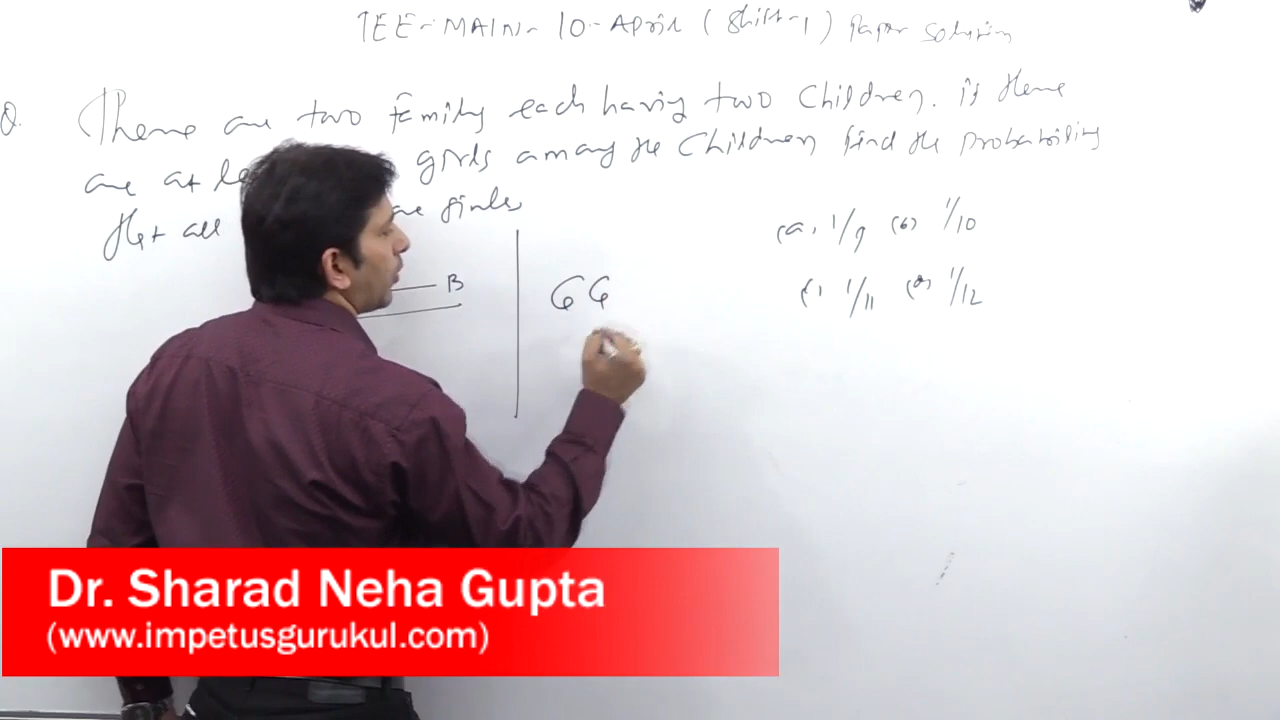 JEE-MAIN- 10-April ( Shift-1 ) Paper Solution
Q. There are two family each having two Children. if there
are at le girls among the Children find the probability
that all are girls
(a) 1/9 (b) 1/10
(c) 1/11 (d) 1/12
B
G G
Dr. Sharad Neha Gupta
(www.impetusgurukul.com)